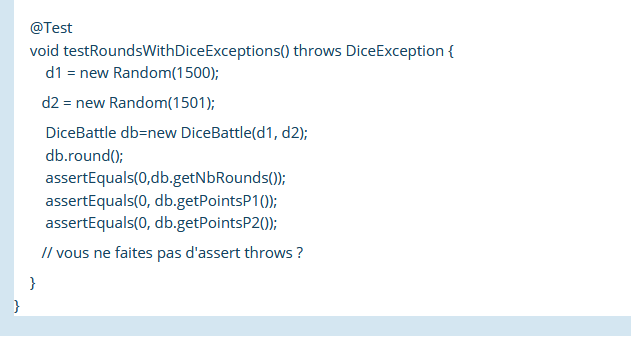 @Test
void testRoundsWithDiceExceptions() throws DiceException {
d1 = new Random(1500);
d2 = new Random(1501);
DiceBattle db=new DiceBattle(d1, d2);
db.round();
assertEquals(0,db.getNbRounds());
assertEquals(0, db.getPointsP1());
assertEquals(0, db.getPointsP2());
// vous ne faites pas d'assert throws ?
}
}